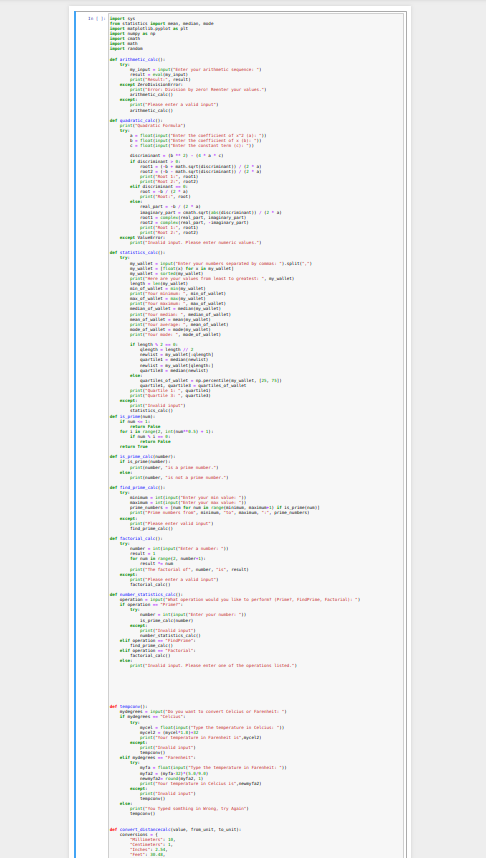 In [ ]:
import sys
from statistics import mean, median, mode
import matplotlib.pyplot as plt
import numpy as np
import cmath
import math
import random
def arithmetic_calc():
try:
my_input = input("Enter your arithmetic sequence: ")
result = eval(my_input)
print("Result:", result)
except ZeroDivisionError:
print("Error: Division by zero! Reenter your values.")
arithmetic_calc()
except:
print("Please enter a valid input")
arithmetic_calc()
def quadratic_calc():
print("Quadratic Formula")
try:
a = float(input("Enter the coefficient of x^2 (a): "))
b = float(input("Enter the coefficient of x (b): "))
c = float(input("Enter the constant term (c): "))
discriminant = (b ** 2) - (4 * a * c)
if discriminant > 0:
root1 = (-b + math.sqrt(discriminant)) / (2 * a)
root2 = (-b - math.sqrt(discriminant)) / (2 * a)
print("Root 1:", root1)
print("Root 2:", root2)
elif discriminant == 0:
root = -b / (2 * a)
print("Root:", root)
else:
real_part = -b / (2 * a)
imaginary_part = cmath.sqrt(abs(discriminant)) / (2 * a)
root1 = complex(real_part, imaginary_part)
root2 = complex(real_part, -imaginary_part)
print("Root 1:", root1)
print("Root 2:", root2)
except ValueError:
print("Invalid input. Please enter numeric values.")
def statistics_calc():
try:
my_wallet = input("Enter your numbers separated by commas: ").split(",")
my_wallet = [float(x) for x in my_wallet]
my_wallet = sorted(my_wallet)
print("Here are your values from least to greatest: ", my_wallet)
length = len(my_wallet)
min_of_wallet = min(my_wallet)
print("Your minimum: ", min_of_wallet)
max_of_wallet = max(my_wallet)
print("Your maximum: ", max_of_wallet)
median_of_wallet = median(my_wallet)
print("Your median: ", median_of_wallet)
mean_of_wallet = mean(my_wallet)
print("Your average: ", mean_of_wallet)
mode_of_wallet = mode(my_wallet)
print("Your mode: ", mode_of_wallet)
if length % 2 == 0:
qlength = length // 2
newlist = my_wallet[:qlength]
quartile1 = median(newlist)
newlist = my_wallet[qlength:]
quartile3 = median(newlist)
else:
quartiles_of_wallet = np.percentile(my_wallet, [25, 75])
quartile1, quartile3 = quartiles_of_wallet
print("Quartile 1: ", quartile1)
print("Quartile 3: ", quartile3)
except:
print("Invalid input")
statistics_calc()
def is_prime(num):
if num <= 1:
return False
for i in range(2, int(num**0.5) + 1):
if num % i == 0:
return False
return True
def is_prime_calc(number):
if is_prime(number):
print(number, "is a prime number.")
else:
print(number, "is not a prime number.")
def find_prime_calc():
try:
minimum = int(input("Enter your min value: "))
maximum = int(input("Enter your max value: "))
prime_numbers = [num for num in range(minimum, maximum+1) if is_prime(num)]
print("Prime numbers from", minimum, "to", maximum, ":", prime_numbers)
except:
print("Please enter valid input")
find_prime_calc()
def factorial_calc():
try:
number = int(input("Enter a number: "))
result = 1
for num in range(2, number+1):
result *= num
print("The factorial of", number, "is", result)
except:
print("Please enter a valid input")
factorial_calc()
def number_statistics_calc():
operation = input("What operation would you like to perform? (Prime?, FindPrime, Factorial): ")
if operation == "Prime?":
try:
number = int(input("Enter your number: "))
is_prime_calc(number)
except:
print("Invalid input")
number_statistics_calc()
elif operation == "FindPrime":
find_prime_calc()
elif operation == "Factorial":
factorial_calc()
else:
print("Invalid input. Please enter one of the operations listed.")
def tempconv():
mydegrees = input("Do you want to convert Celcius or Farenheit: ")
if mydegrees == "Celcius":
try:
mycel = float(input("Type the temperature in Celcius: "))
mycel2 = (mycel*1.8)+32
print("Your temperature in Farenheit is",mycel2)
except:
print("Invalid input")
tempconv()
elif mydegrees == "Farenheit":
try:
myfa = float(input("Type the temperature in Farenheit: "))
myfa2 = (myfa-32)*(5.0/9.0)
newmyfa2= round(myfa2, 1)
print("Your temperature in Celcius is",newmyfa2)
except:
print("Invalid input")
tempconv()
else:
print("You typed somthing in Wrong, try Again")
tempconv()
def convert_distancecalc(value, from_unit, to_unit):
conversions = {
"Millimeters": 10,
"Centimeters": 1,
"Inches": 2.54,
"Feet": 30.48,